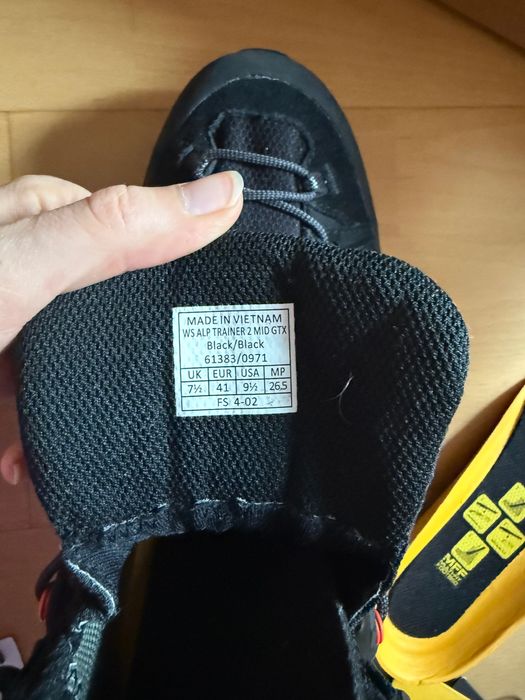 MADE IN VIETNAM
WS ALP TRAINER 2 MID GTX
Black/Black
61383/0971
UK EUR USA MP
7½ 41 9½ 26,5
FS 4-02
MFF